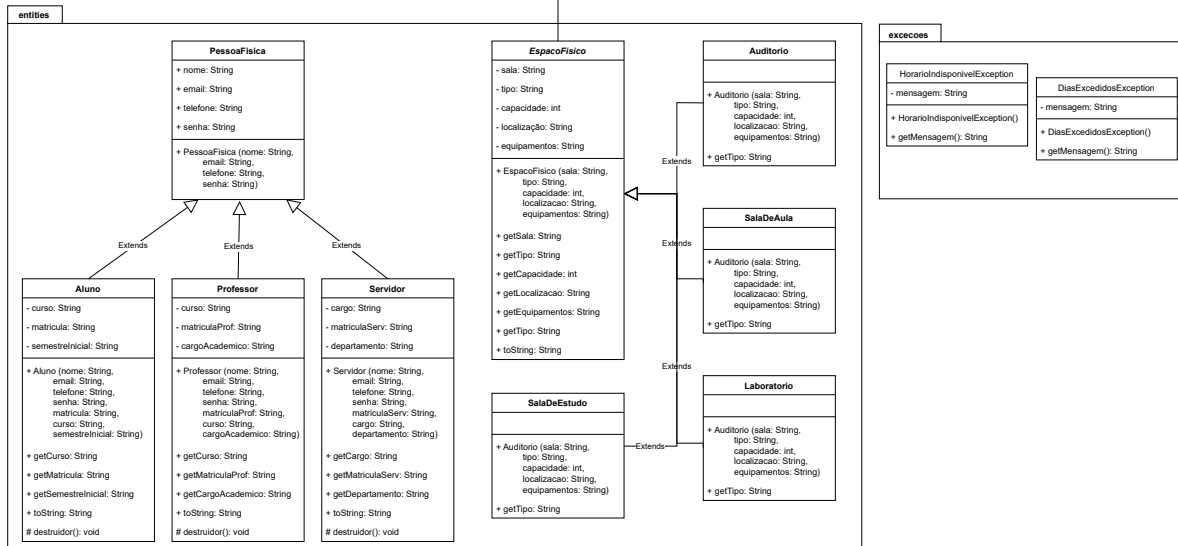 entities
PessoaFisica
+ nome: String
+ email: String
+ telefone: String
+ senha: String
+ PessoaFisica (nome: String,
email: String,
telefone: String,
senha: String)
Extends
Extends
Extends
Aluno
- curso: String
- matricula: String
- semestreInicial: String
+ Aluno (nome: String,
email: String,
telefone: String,
senha: String,
matricula: String,
curso: String,
semestreInicial: String)
+ getCurso: String
+ getMatricula: String
+ getSemestreInicial: String
+ toString: String
# destruidor(): void
Professor
- curso: String
- matriculaProf: String
- cargoAcademico: String
+ Professor (nome: String,
email: String,
telefone: String,
senha: String,
matriculaProf: String,
curso: String,
cargoAcademico: String)
+ getCurso: String
+ getMatriculaProf: String
+ getCargoAcademico: String
+ toString: String
# destruidor(): void
Servidor
- cargo: String
- matriculaServ: String
- departamento: String
+ Servidor (nome: String,
email: String,
telefone: String,
senha: String,
matriculaServ: String,
cargo: String,
departamento: String)
+ getCargo: String
+ getMatriculaServ: String
+ getDepartamento: String
+ toString: String
# destruidor(): void
EspacoFisico
- sala: String
- tipo: String
- capacidade: int
- localização: String
- equipamentos: String
+ EspacoFisico (sala: String,
tipo: String,
capacidade: int,
localizacao: String,
equipamentos: String)
+ getSala: String
+ getTipo: String
+ getCapacidade: int
+ getLocalizacao: String
+ getEquipamentos: String
+ getTipo: String
+ toString: String
SalaDeEstudo
+ Auditorio (sala: String,
tipo: String,
capacidade: int,
localizacao: String,
equipamentos: String)
+ getTipo: String
Extends
Extends
Extends
Extends
Auditorio
+ Auditorio (sala: String,
tipo: String,
capacidade: int,
localizacao: String,
equipamentos: String)
+ getTipo: String
SalaDeAula
+ Auditorio (sala: String,
tipo: String,
capacidade: int,
localizacao: String,
equipamentos: String)
+ getTipo: String
Laboratorio
+ Auditorio (sala: String,
tipo: String,
capacidade: int,
localizacao: String,
equipamentos: String)
+ getTipo: String
excecoes
HorarioIndisponivelException
- mensagem: String
+ HorarioIndisponivelException()
+ getMensagem(): String
DiasExcedidosException
- mensagem: String
+ DiasExcedidosException()
+ getMensagem(): String